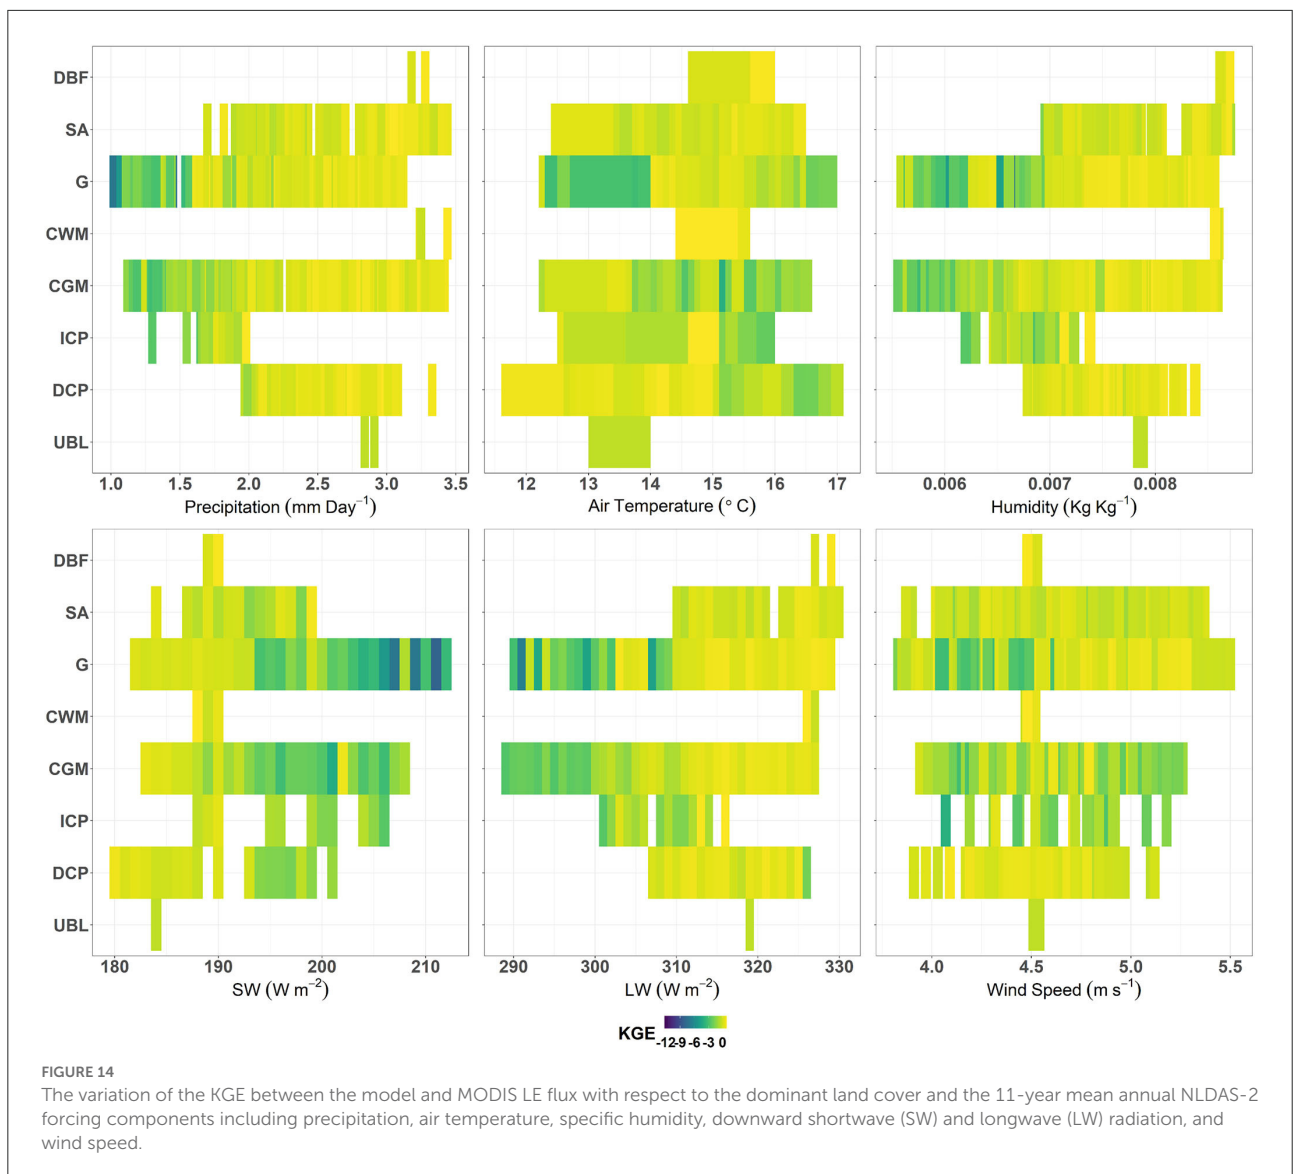 DBF
SA
G
CWM
CGM
ICP
DCP
UBL
1.0 1.5 2.0 2.5 3.0 3.5
Precipitation (mm Day⁻¹)
12 13 14 15 16 17
Air Temperature (° C)
0.006 0.007 0.008
Humidity (Kg Kg⁻¹)
DBF
SA
G
CWM
CGM
ICP
DCP
UBL
180 190 200 210
SW (W m⁻²)
290 300 310 320 330
LW (W m⁻²)
4.0 4.5 5.0 5.5
Wind Speed (m s⁻¹)
KGE
-12 -9 -6 -3 0
FIGURE 14
The variation of the KGE between the model and MODIS LE flux with respect to the dominant land cover and the 11-year mean annual NLDAS-2
forcing components including precipitation, air temperature, specific humidity, downward shortwave (SW) and longwave (LW) radiation, and
wind speed.